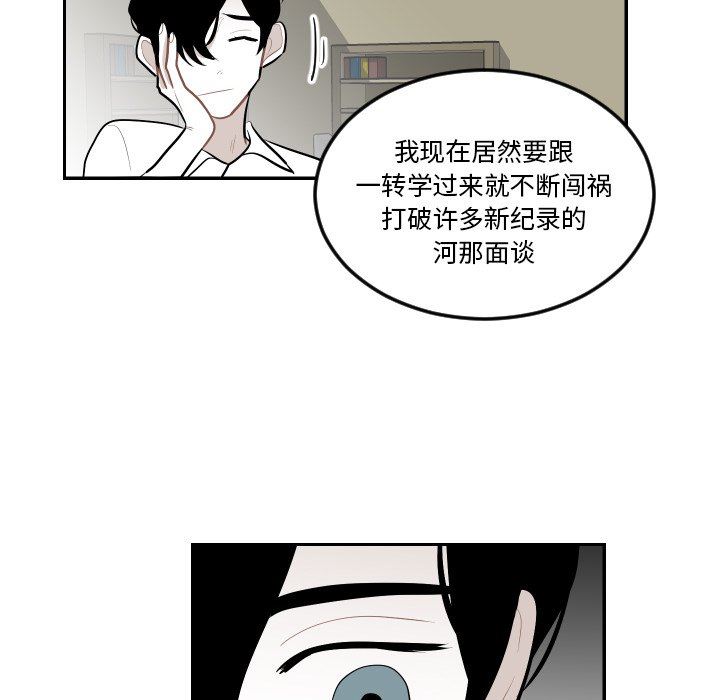 我现在居然要跟
一转学过来就不断闯祸
打破许多新纪录的
河那面谈